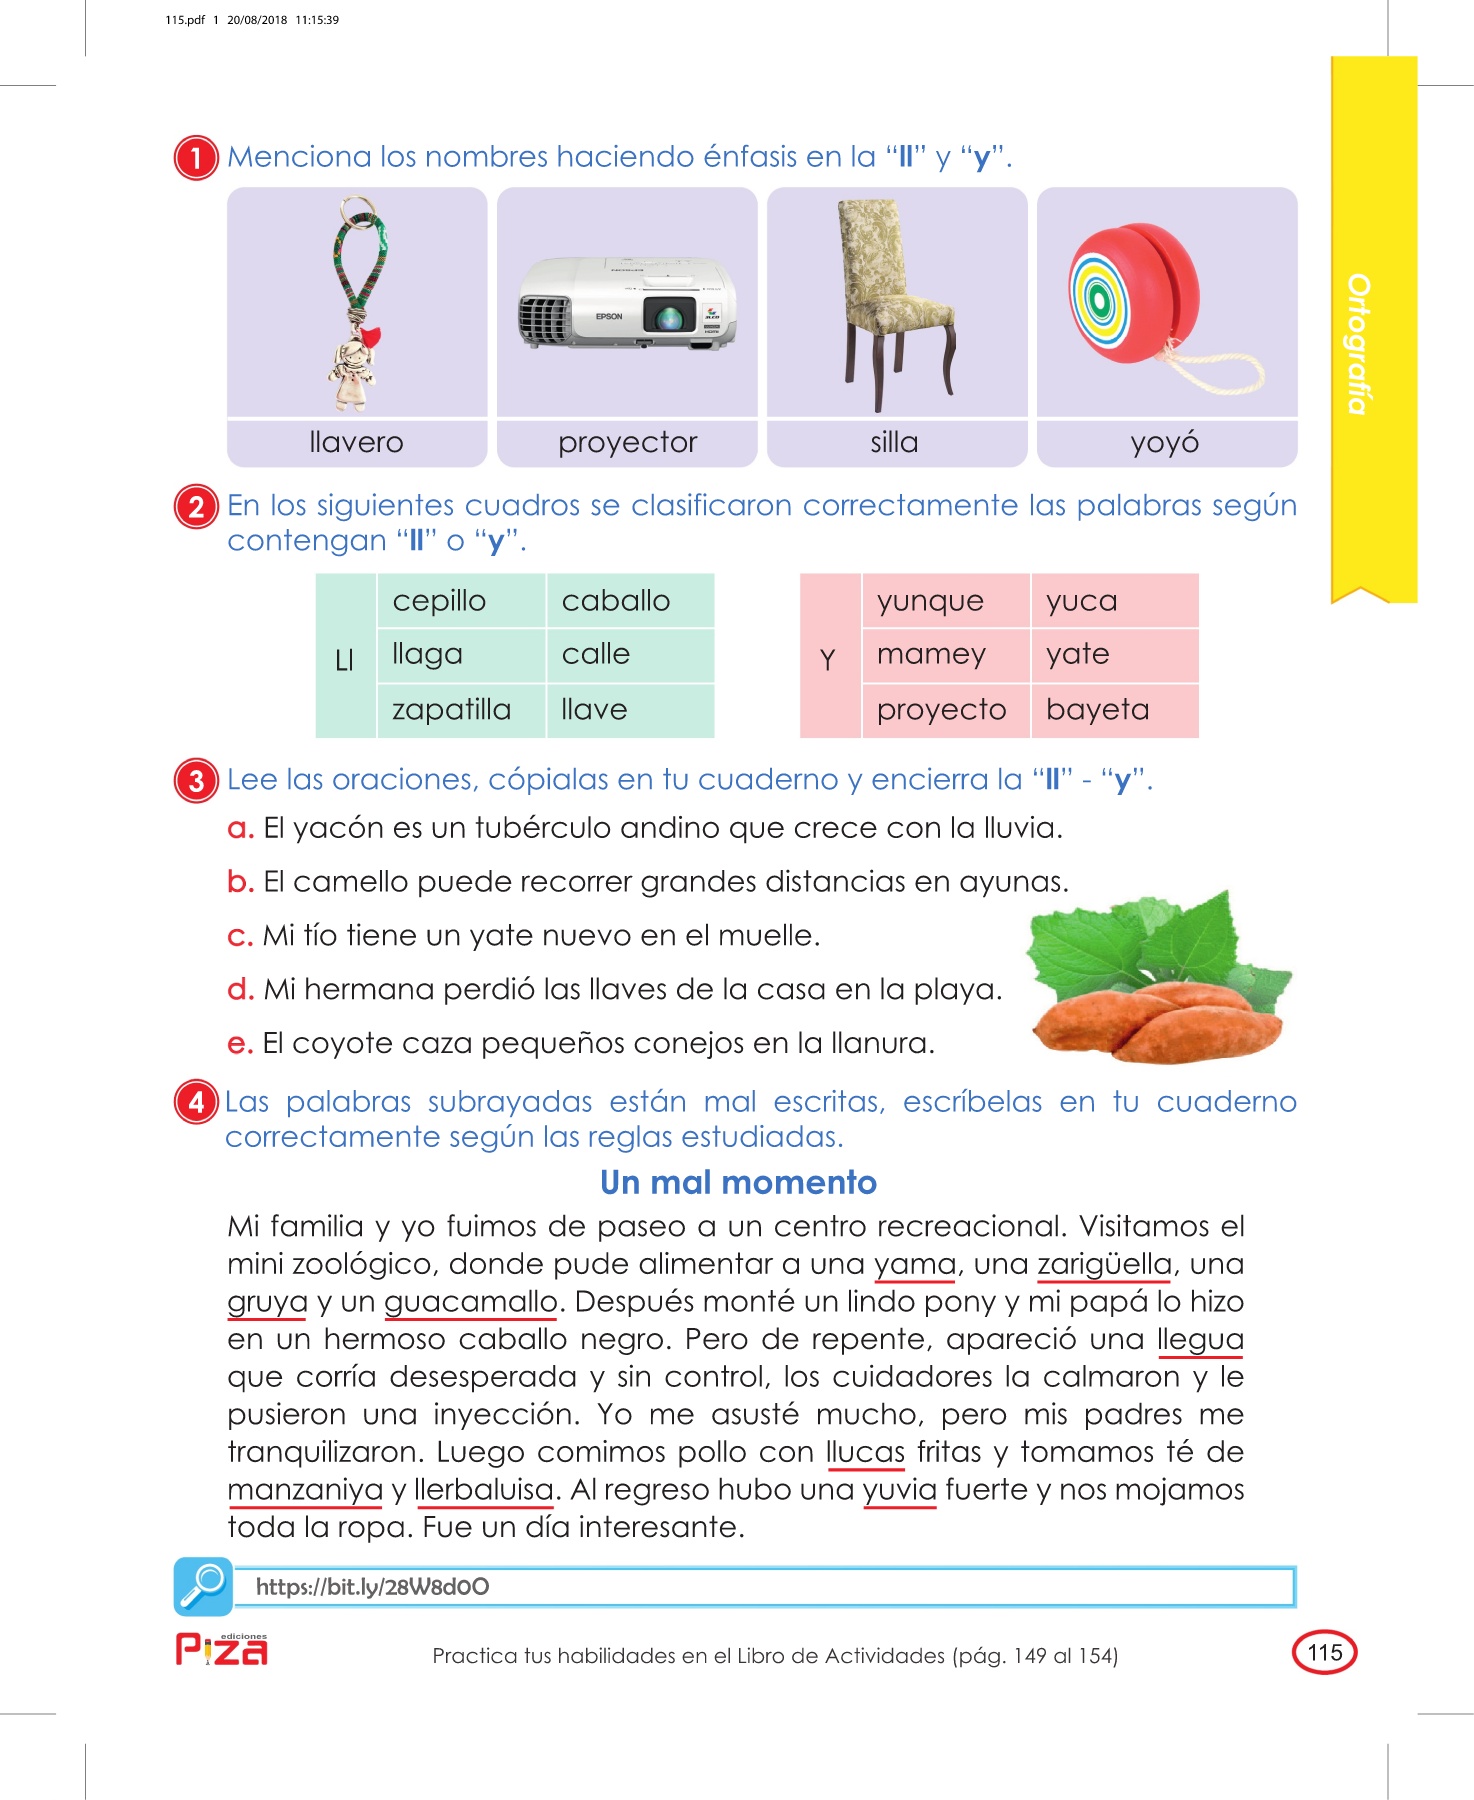 115.pdf 1 20/08/2018 11:15:39
Ortografía
1 Menciona los nombres haciendo énfasis en la “ll” y “y”.
EPSON
EPSON
3LCD
HDMI
llavero proyector silla yoyó
2 En los siguientes cuadros se clasificaron correctamente las palabras según
contengan “ll” o “y”.
cepillo caballo yunque yuca
Ll llaga calle Y mamey yate
zapatilla llave proyecto bayeta
3 Lee las oraciones, cópialas en tu cuaderno y encierra la “ll” - “y”.
a. El yacón es un tubérculo andino que crece con la lluvia.
b. El camello puede recorrer grandes distancias en ayunas.
c. Mi tío tiene un yate nuevo en el muelle.
d. Mi hermana perdió las llaves de la casa en la playa.
e. El coyote caza pequeños conejos en la llanura.
4 Las palabras subrayadas están mal escritas, escríbelas en tu cuaderno
correctamente según las reglas estudiadas.
Un mal momento
Mi familia y yo fuimos de paseo a un centro recreacional. Visitamos el
mini zoológico, donde pude alimentar a una yama, una zarigüella, una
gruya y un guacamallo. Después monté un lindo pony y mi papá lo hizo
en un hermoso caballo negro. Pero de repente, apareció una llegua
que corría desesperada y sin control, los cuidadores la calmaron y le
pusieron una inyección. Yo me asusté mucho, pero mis padres me
tranquilizaron. Luego comimos pollo con llucas fritas y tomamos té de
manzaniya y llerbaluisa. Al regreso hubo una yuvia fuerte y nos mojamos
toda la ropa. Fue un día interesante.
https://bit.ly/28W8d0O
ediciones
PIZA
Practica tus habilidades en el Libro de Actividades (pág. 149 al 154)
115